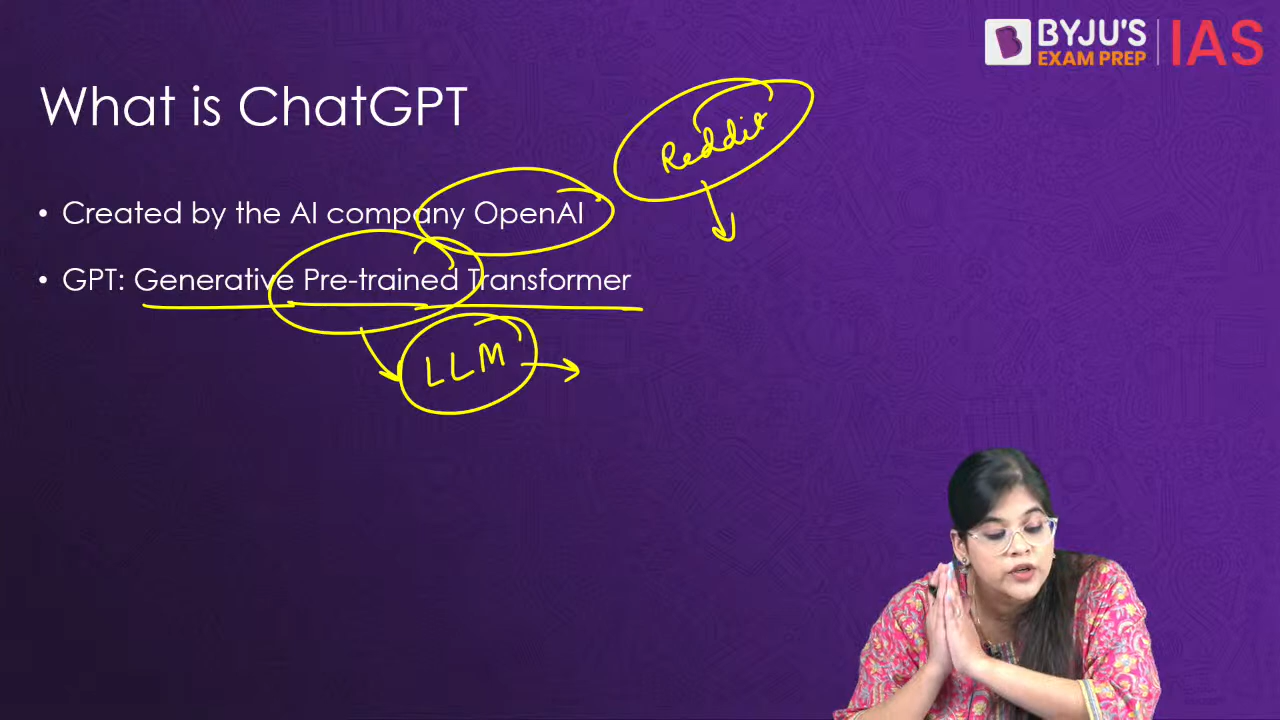 BYJU'S
EXAM PREP
IAS
What is ChatGPT
Reddit
• Created by the AI company OpenAI
• GPT: Generative Pre-trained Transformer
LLM